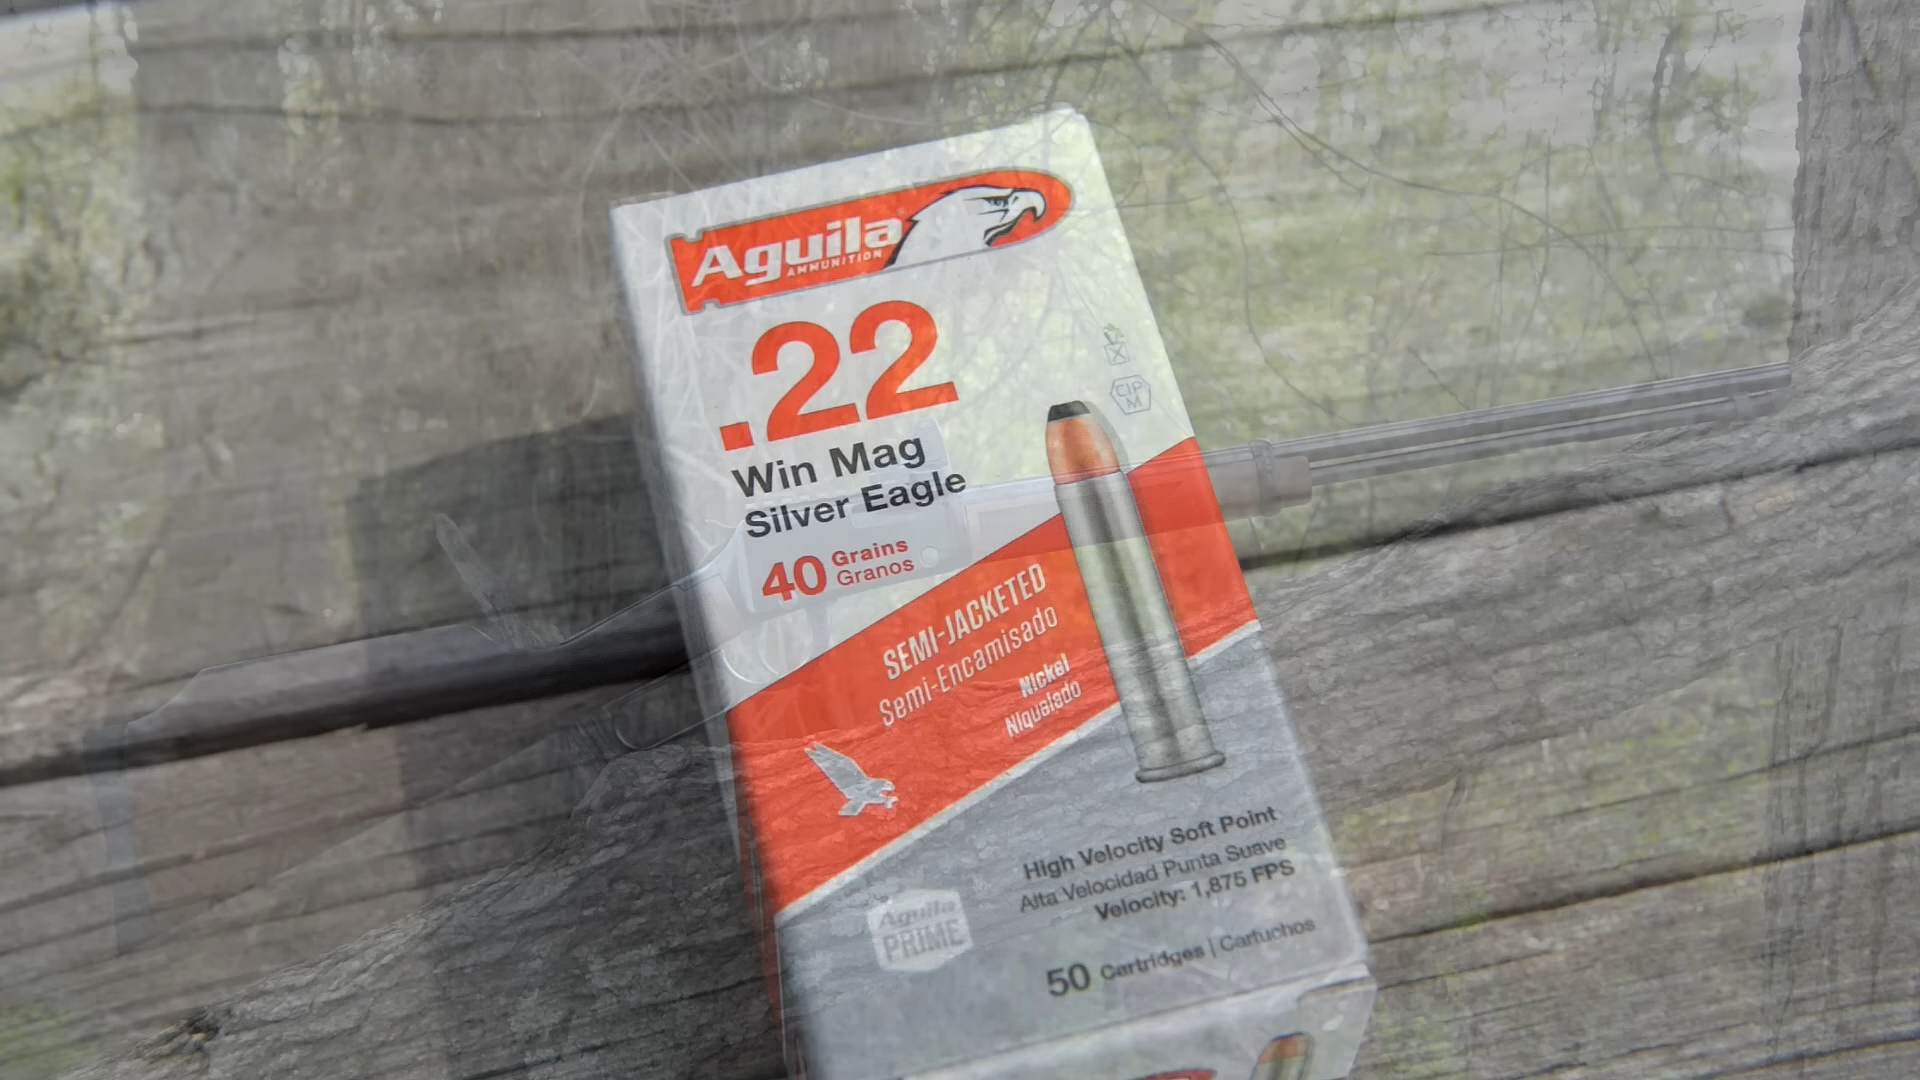 Aguila
AMMUNITION
.22
Win Mag
Silver Eagle
40 Grains
Granos
CIP
M
SEMI-JACKETED
Semi-Encamisado
Nickel
Niquelado
High Velocity Soft Point
Alta Velocidad Punta Suave
Velocity: 1,875 FPS
Aguila
PRIME
50 Cartridges | Cartuchos